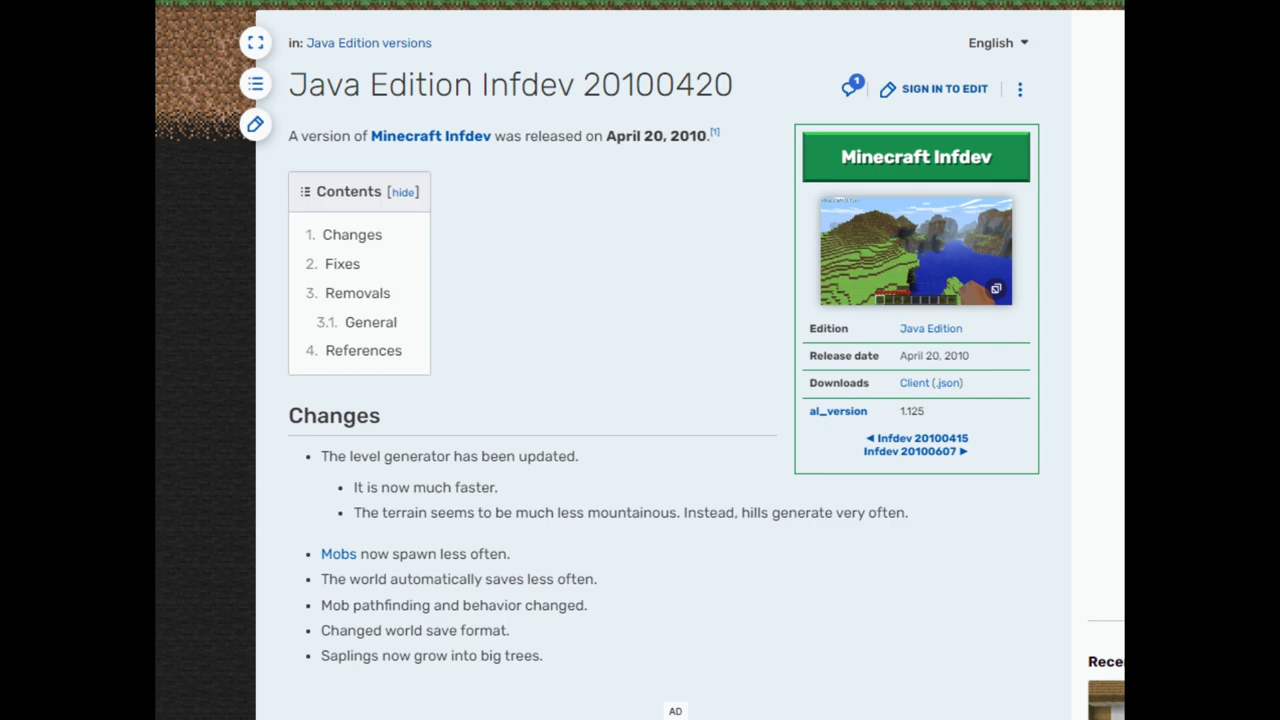 in: Java Edition versions
English
Java Edition Infdev 20100420
1
SIGN IN TO EDIT
A version of Minecraft Infdev was released on April 20, 2010.[1]
Minecraft Infdev
Contents [hide]
1. Changes
2. Fixes
3. Removals
3.1. General
4. References
Edition Java Edition
Release date April 20, 2010
Downloads Client (.json)
al_version 1.125
◄ Infdev 20100415
Infdev 20100607 ►
Changes
• The level generator has been updated.
• It is now much faster.
• The terrain seems to be much less mountainous. Instead, hills generate very often.
• Mobs now spawn less often.
• The world automatically saves less often.
• Mob pathfinding and behavior changed.
• Changed world save format.
• Saplings now grow into big trees.
Rece
AD